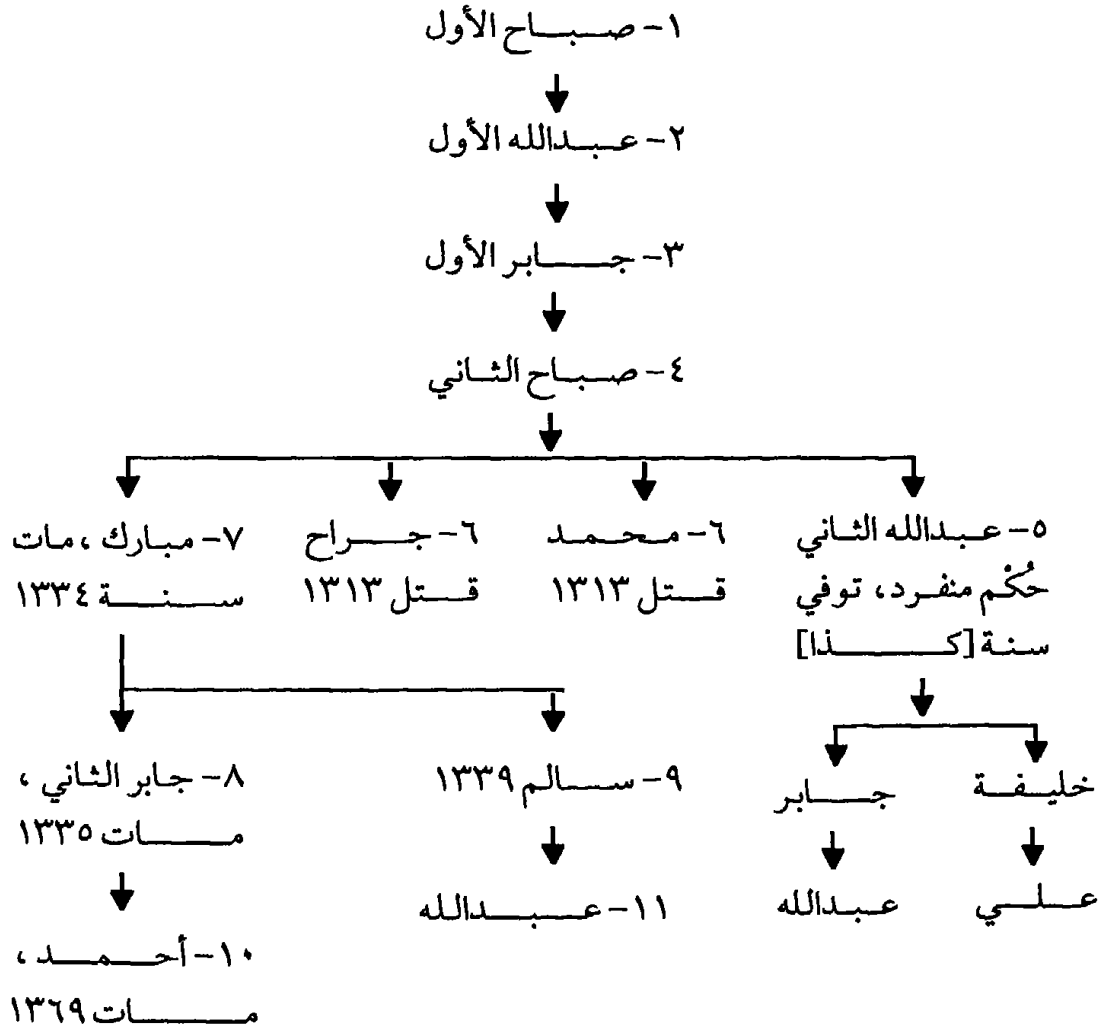 ١- صباح الأول
٢- عبدالله الأول
٣- جابر الأول
٤- صباح الثاني
٥- عبدالله الثاني
حُكْم منفرد، توفي
سنة [كذا]
٦- محمد
قتل ١٣١٣
٦- جراح
قتل ١٣١٣
٧- مبارك، مات
سنة ١٣٣٤
خليفة
جابر
٩- سالم ١٣٣٩
٨- جابر الثاني،
مات ١٣٣٥
علي
عبدالله
١١- عبدالله
١٠- أحمد،
مات ١٣٦٩